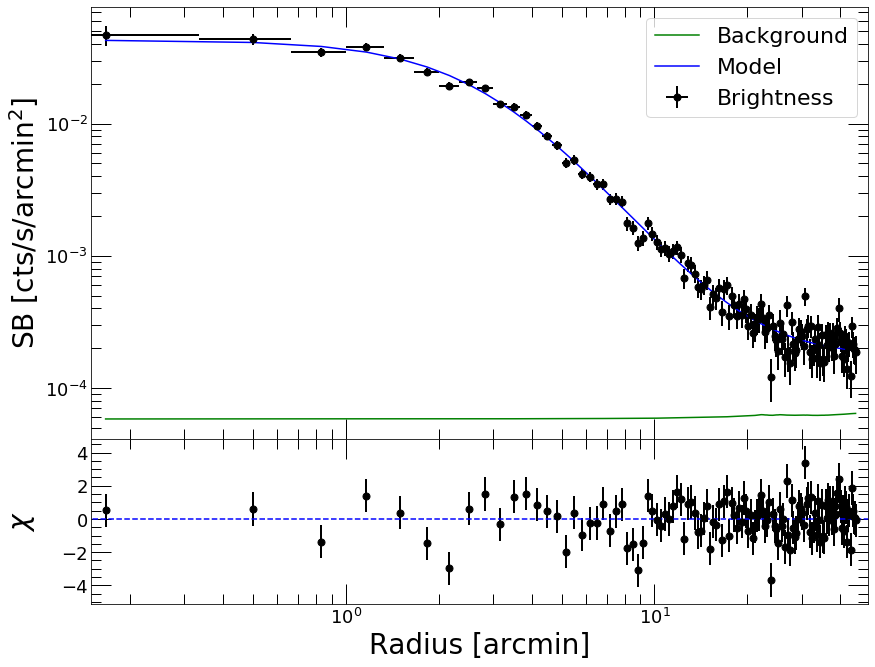 Background
Model
Brightness
SB [cts/s/arcmin²]
10⁻²
10⁻³
10⁻⁴
χ
4
2
0
−2
−4
10⁰
10¹
Radius [arcmin]